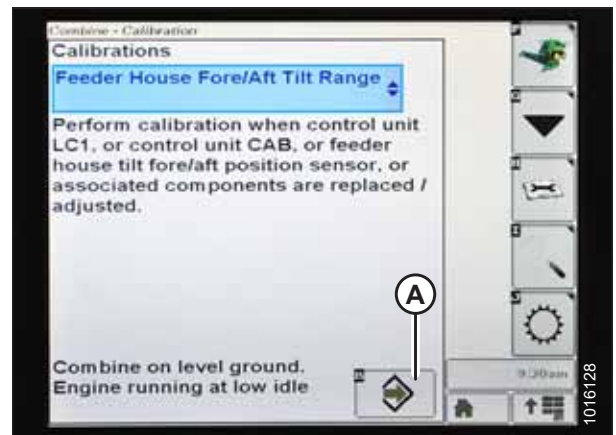 Combine - Calibration
Calibrations
Feeder House Fore/Aft Tilt Range
Perform calibration when control unit
LC1, or control unit CAB, or feeder
house tilt fore/aft position sensor, or
associated components are replaced /
adjusted.
A
Combine on level ground.
Engine running at low idle
9:20am
1016128